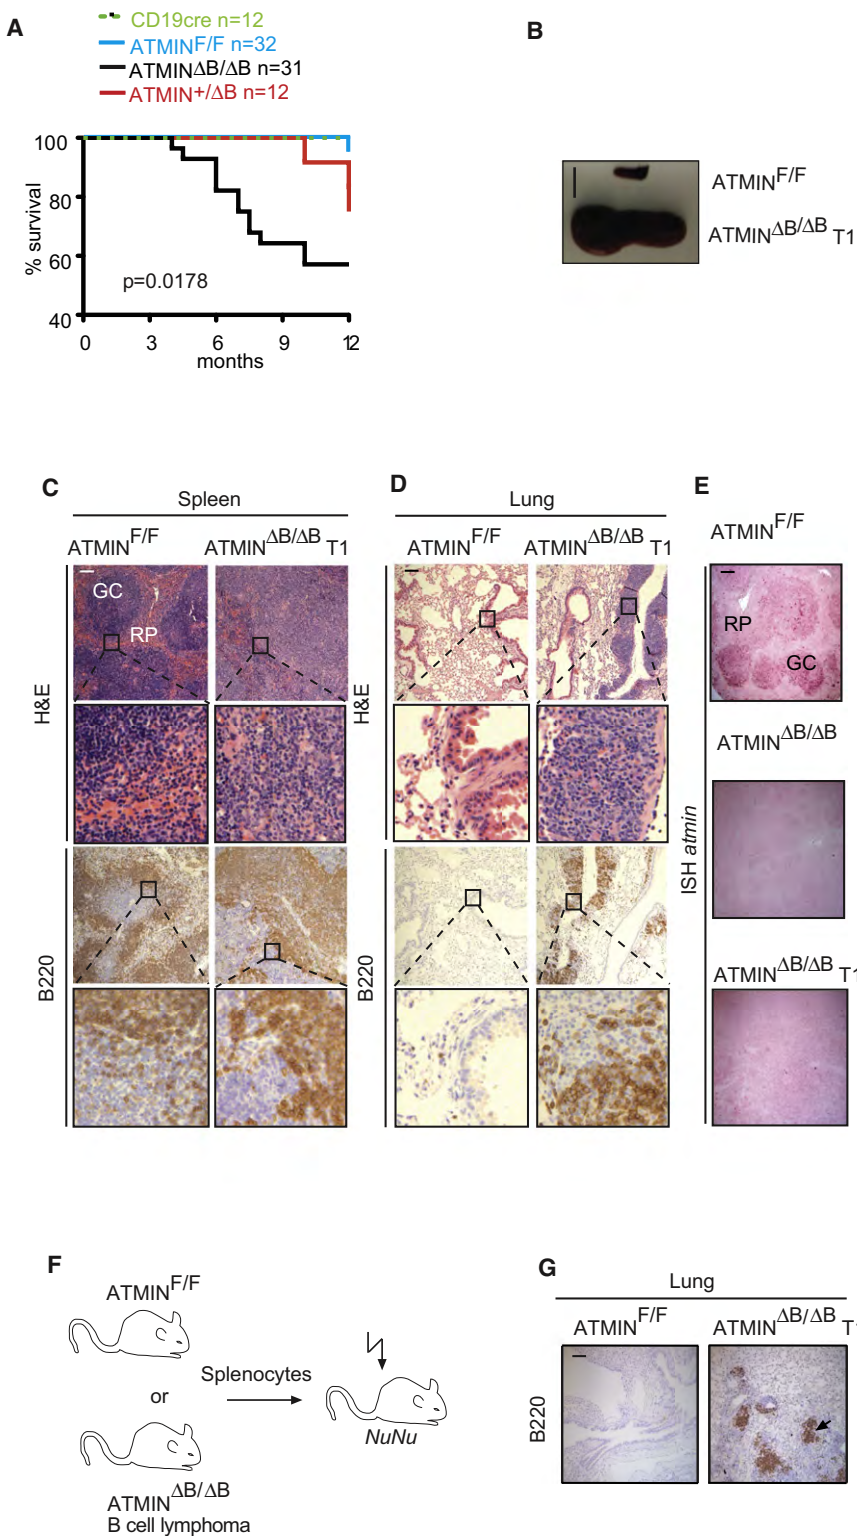 A
CD19cre n=12
ATMINF/F n=32
ATMINΔB/ΔB n=31
ATMIN+/ΔB n=12
100
80
60
40
% survival
p=0.0178
0 3 6 9 12
months
B
ATMINF/F
ATMINΔB/ΔB T1
C
Spleen
ATMINF/F ATMINΔB/ΔB T1
H&E
GC
RP
B220
D
Lung
ATMINF/F ATMINΔB/ΔB T1
H&E
B220
E
ATMINF/F
RP
GC
ATMINΔB/ΔB
ISH atmin
ATMINΔB/ΔB T1
F
ATMINF/F
or
Splenocytes
NuNu
ATMINΔB/ΔB
B cell lymphoma
G
Lung
ATMINF/F ATMINΔB/ΔB T1
B220